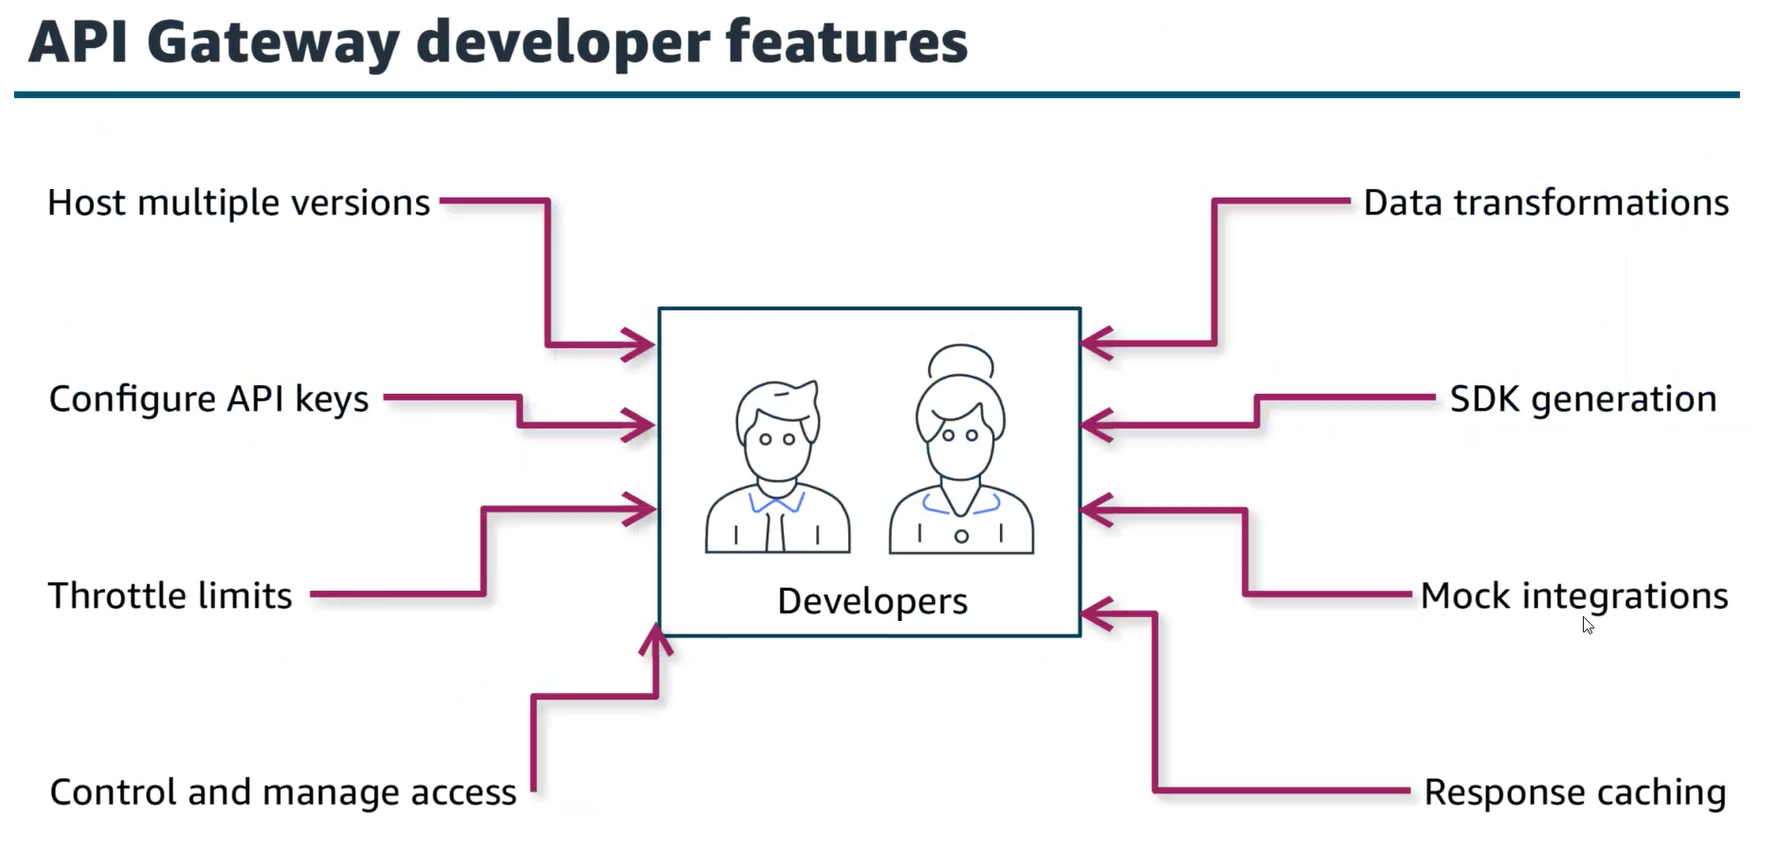 API Gateway developer features
Host multiple versions
Data transformations
Configure API keys
SDK generation
Throttle limits
Developers
Mock integrations
Control and manage access
Response caching